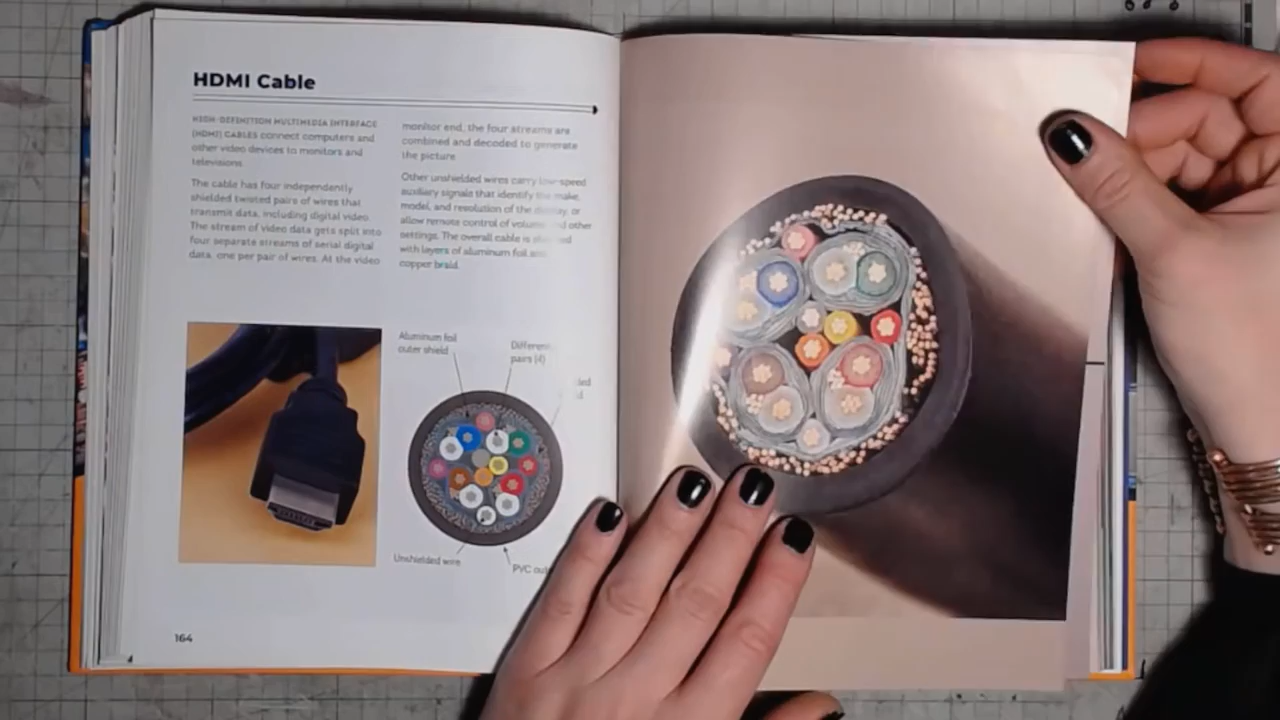 HDMI Cable
HIGH-DEFINITION MULTIMEDIA INTERFACE
(HDMI) CABLES connect computers and
other video devices to monitors and
televisions.
The cable has four independently
shielded twisted pairs of wires that
transmit data, including digital video.
The stream of video data gets split into
four separate streams of serial digital
data, one per pair of wires. At the video
monitor end, the four streams are
combined and decoded to generate
the picture.
Other unshielded wires carry low-speed
auxiliary signals that identify the make,
model, and resolution of the display, or
allow remote control of volume and other
settings. The overall cable is
with layers of aluminum foil and
copper braid.
Aluminum foil
outer shield
pairs (4)
Unshielded wire
PVC
164